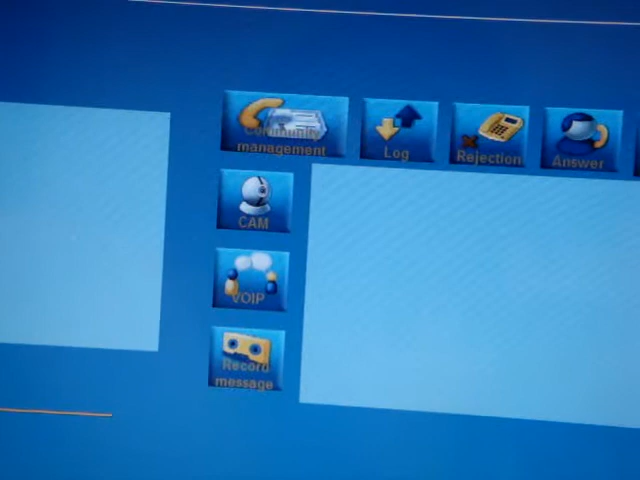 Community
management
Log
Rejection
Answer
CAM
VOIP
Record
message